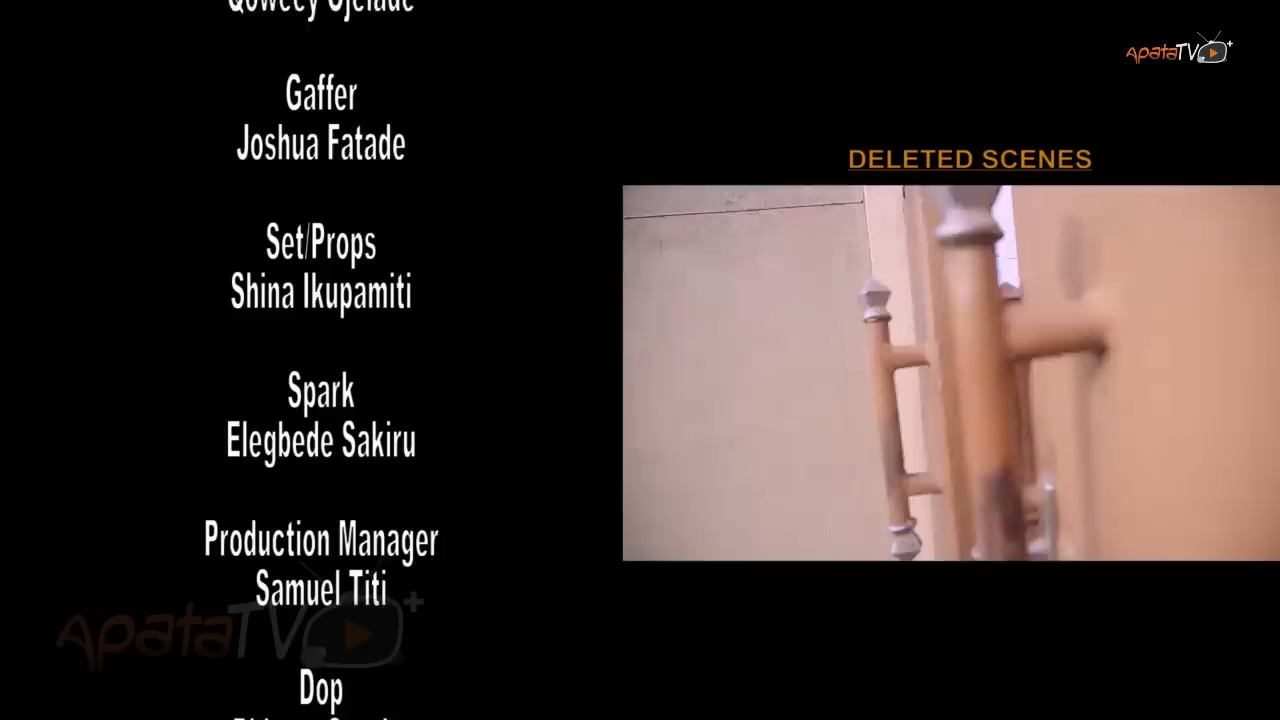 Gaffer
Joshua Fatade
Set/Props
Shina Ikupamiti
Spark
Elegbede Sakiru
Production Manager
Samuel Titi
Dop
ApataTV+
DELETED SCENES
ApataTV+